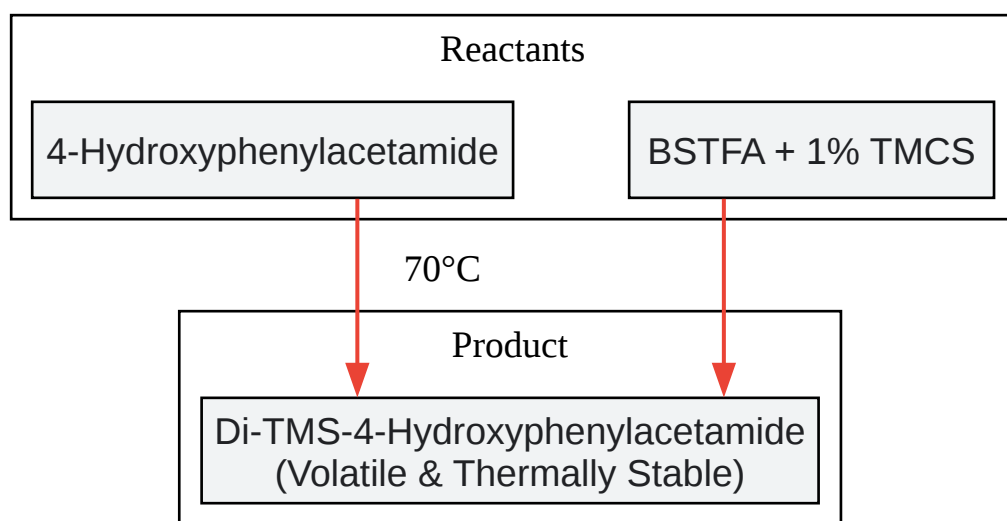 Reactants
4-Hydroxyphenylacetamide
BSTFA + 1% TMCS
70°C
Product
Di-TMS-4-Hydroxyphenylacetamide
(Volatile & Thermally Stable)